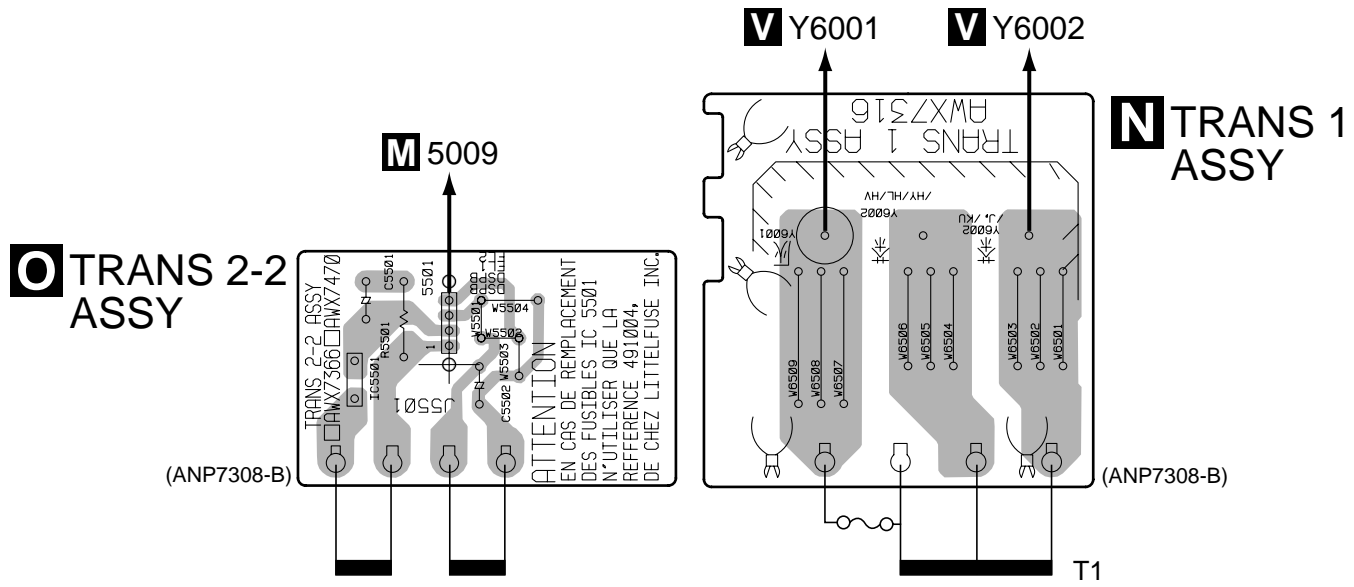 V Y6001
V Y6002
N TRANS 1
ASSY
TRANS 1 ASSY
AWX7316
/HY/HL/HV
Y6002
/J,/KU
Y6002
Y6001
W6509
W6508
W6507
W6506
W6505
W6504
W6503
W6502
W6501
(ANP7308-B)
T1
M 5009
O TRANS 2-2
ASSY
TRANS 2-2 ASSY
□AWX7366□AWX7470
C5501
R5501
IC5501
5501
1
J5501
W5501
W5504
W5502
W5503
C5502
ATTENTION
EN CAS DE REMPLACEMENT
DES FUSIBLES IC 5501
N'UTILISER QUE LA
REFFERENCE 491004,
DE CHEZ LITTELFUSE INC.
(ANP7308-B)